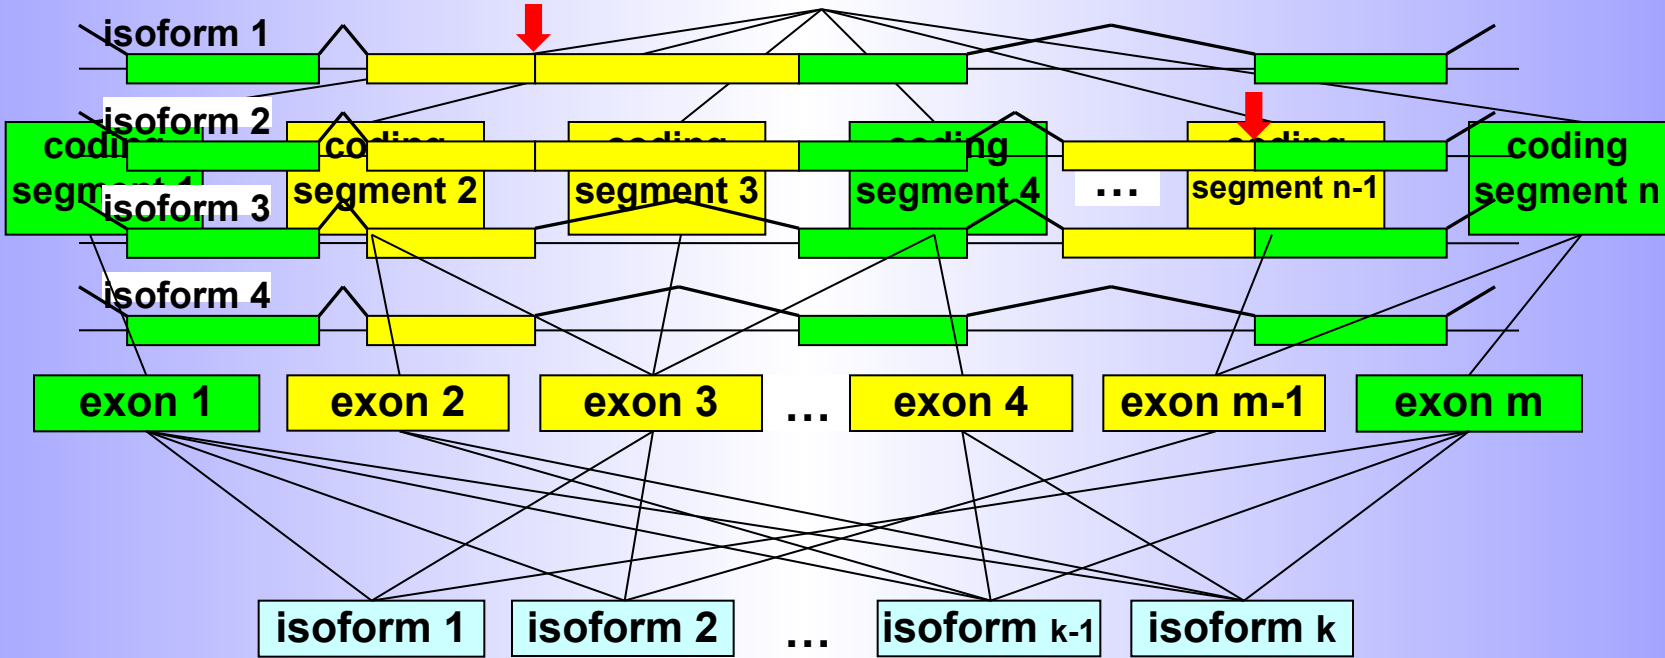 isoform 1
isoform 2
coding
segment 1
coding
segment 2
coding
segment 3
coding
segment 4
...
coding
segment n-1
coding
segment n
isoform 3
isoform 4
exon 1
exon 2
exon 3
...
exon 4
exon m-1
exon m
isoform 1
isoform 2
...
isoform k-1
isoform k